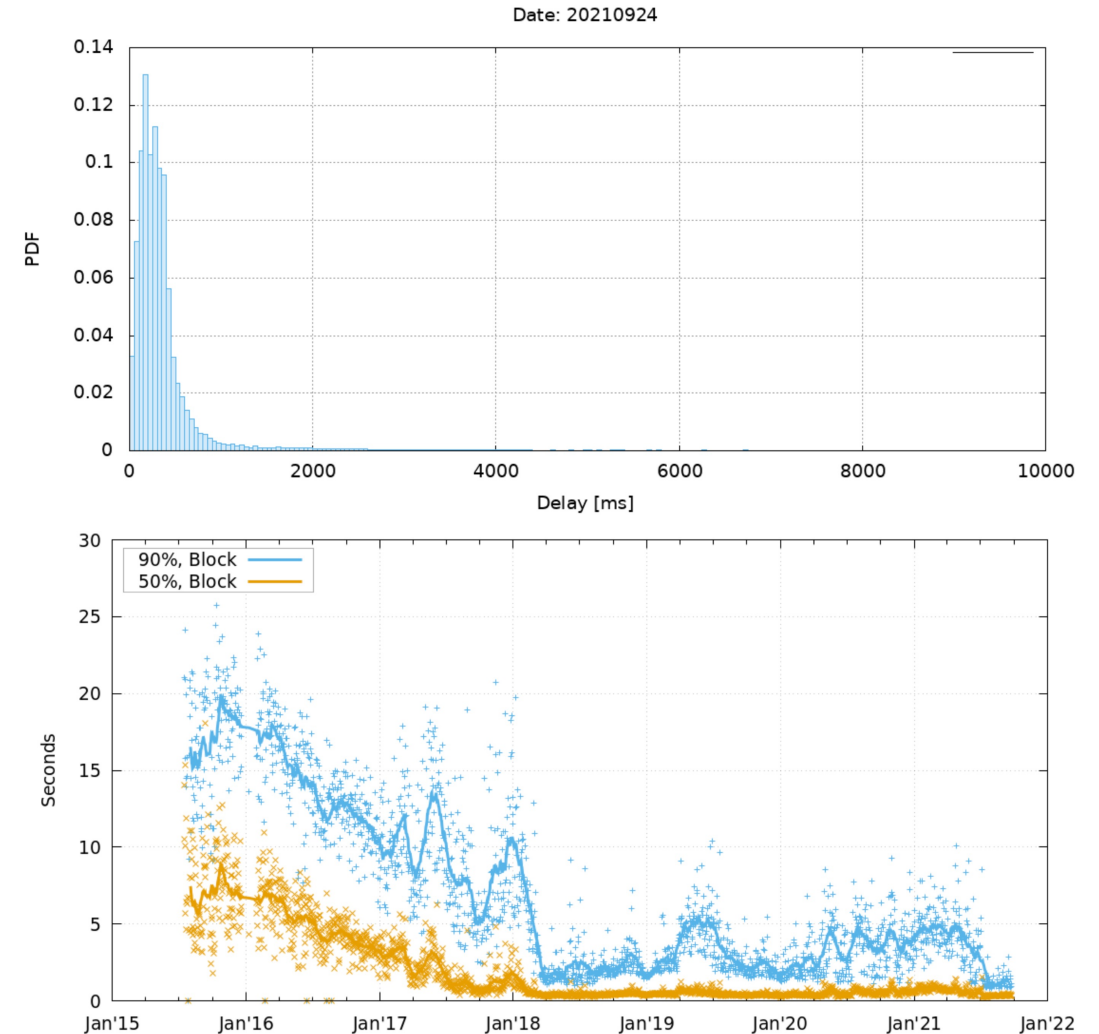 Date: 20210924
0.14
0.12
0.1
0.08
0.06
0.04
0.02
0
PDF
0 2000 4000 6000 8000 10000
Delay [ms]
30
25
20
15
10
5
0
Seconds
90%, Block
50%, Block
Jan'15 Jan'16 Jan'17 Jan'18 Jan'19 Jan'20 Jan'21 Jan'22